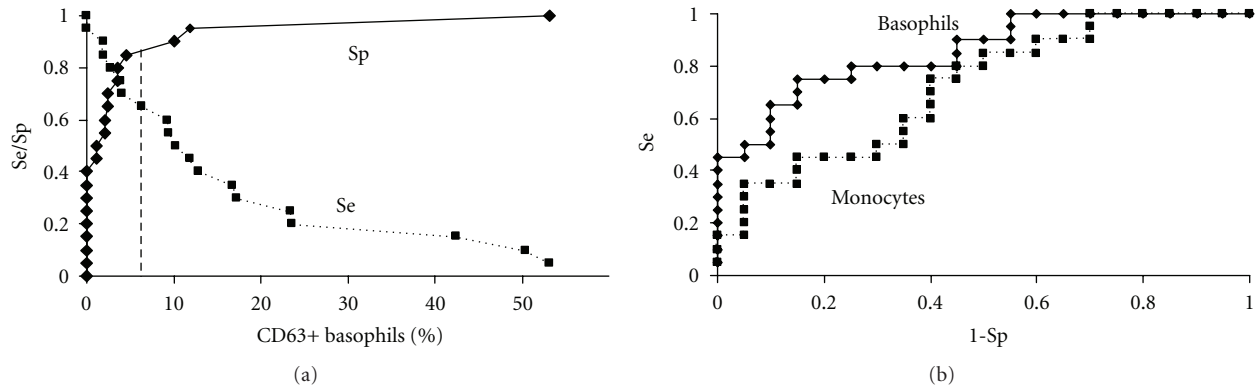 1
0.8
0.6
0.4
0.2
0
Se/Sp
Sp
Se
0 10 20 30 40 50
CD63+ basophils (%)
(a)
1
0.8
0.6
0.4
0.2
0
Se
Basophils
Monocytes
0 0.2 0.4 0.6 0.8 1
1-Sp
(b)